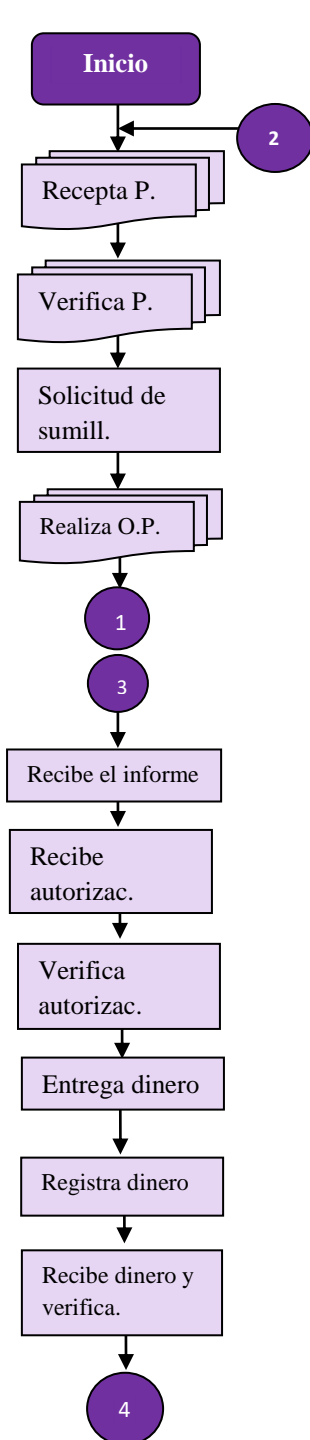 Inicio
2
Recepta P.
Verifica P.
Solicitud de
sumill.
Realiza O.P.
1
3
Recibe el informe
Recibe
autorizac.
Verifica
autorizac.
Entrega dinero
Registra dinero
Recibe dinero y
verifica.
4